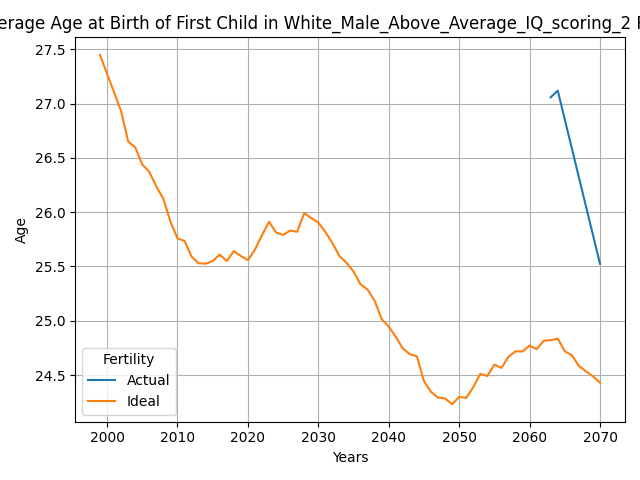 erage Age at Birth of First Child in White_Male_Above_Average_IQ_scoring_2
27.5
27.0
26.5
26.0
25.5
25.0
24.5
Age
Fertility
Actual
Ideal
2000 2010 2020 2030 2040 2050 2060 2070
Years